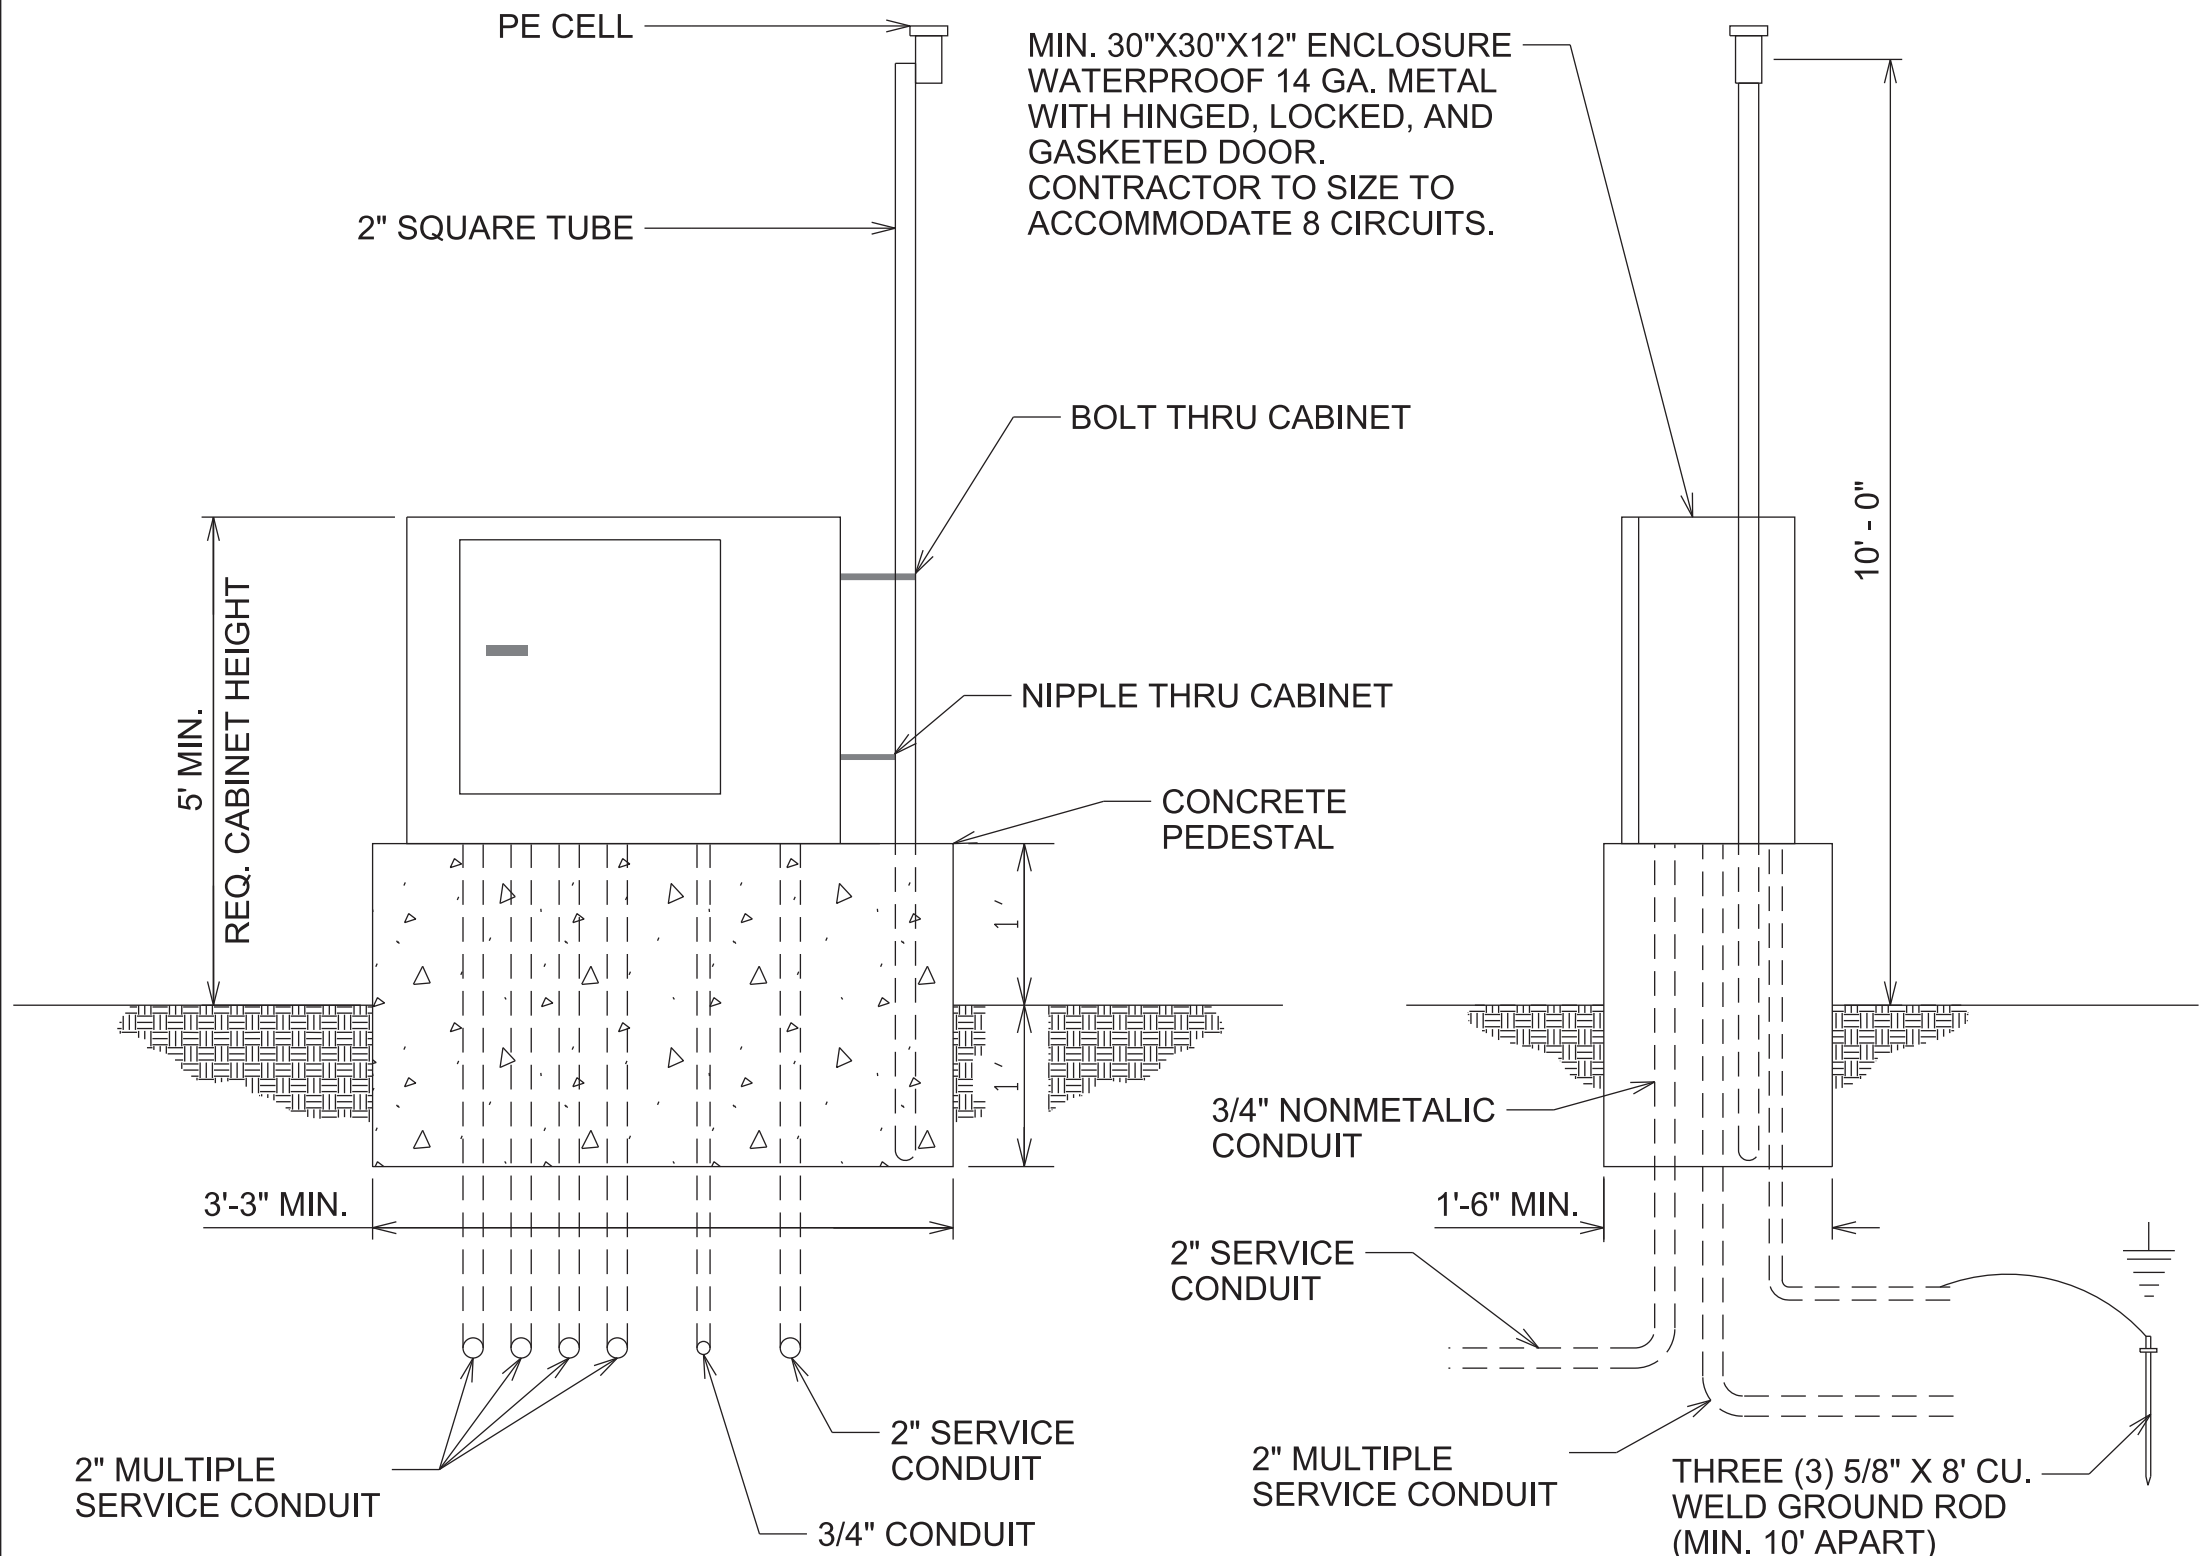 PE CELL
MIN. 30"X30"X12" ENCLOSURE
WATERPROOF 14 GA. METAL
WITH HINGED, LOCKED, AND
GASKETED DOOR.
CONTRACTOR TO SIZE TO
ACCOMMODATE 8 CIRCUITS.
2" SQUARE TUBE
BOLT THRU CABINET
10' - 0"
5' MIN.
REQ. CABINET HEIGHT
NIPPLE THRU CABINET
CONCRETE
PEDESTAL
1'
1'
3/4" NONMETALIC
CONDUIT
3'-3" MIN.
1'-6" MIN.
2" SERVICE
CONDUIT
2" SERVICE
CONDUIT
2" MULTIPLE
SERVICE CONDUIT
3/4" CONDUIT
2" MULTIPLE
SERVICE CONDUIT
THREE (3) 5/8" X 8' CU.
WELD GROUND ROD
(MIN. 10' APART)